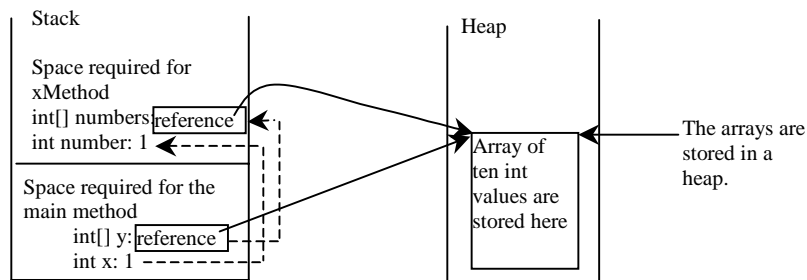 Stack
Space required for
xMethod
int[] numbers: reference
int number: 1
Space required for the
main method
int[] y: reference
int x: 1
Heap
Array of
ten int
values are
stored here
The arrays are
stored in a
heap.